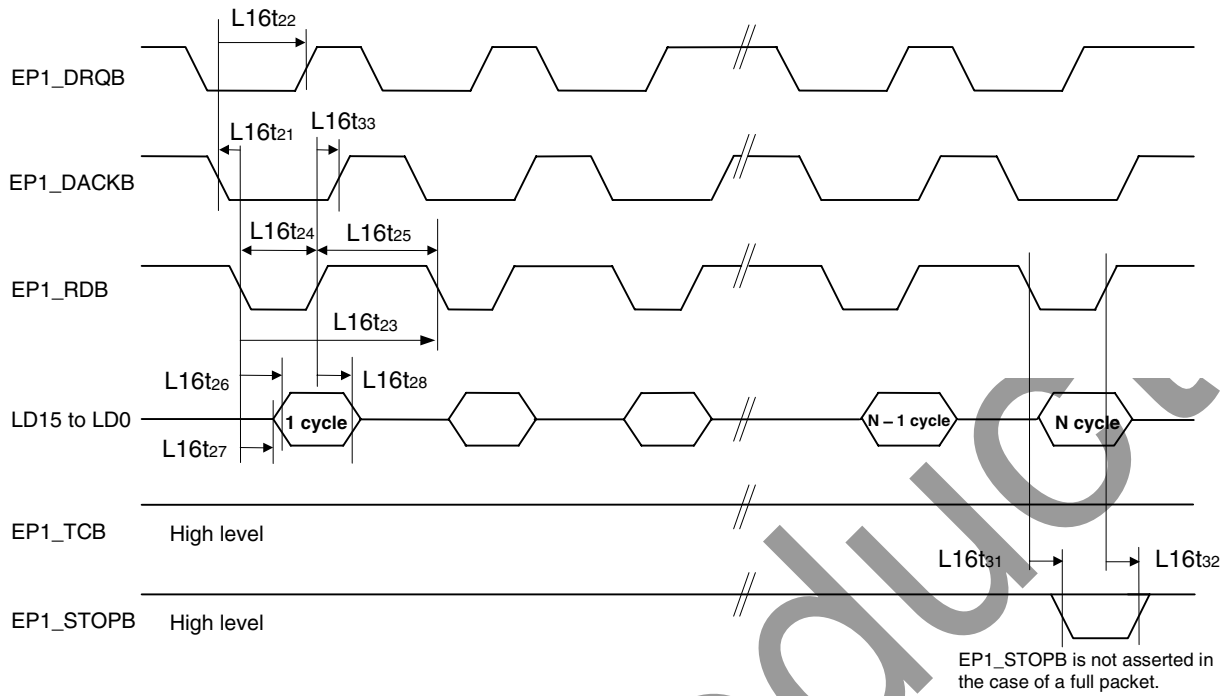 L16t22
EP1_DRQB
L16t21
L16t33
EP1_DACKB
L16t24
L16t25
EP1_RDB
L16t23
L16t26
L16t28
LD15 to LD0
1 cycle
N – 1 cycle
N cycle
L16t27
EP1_TCB
High level
L16t31
L16t32
EP1_STOPB
High level
EP1_STOPB is not asserted in
the case of a full packet.